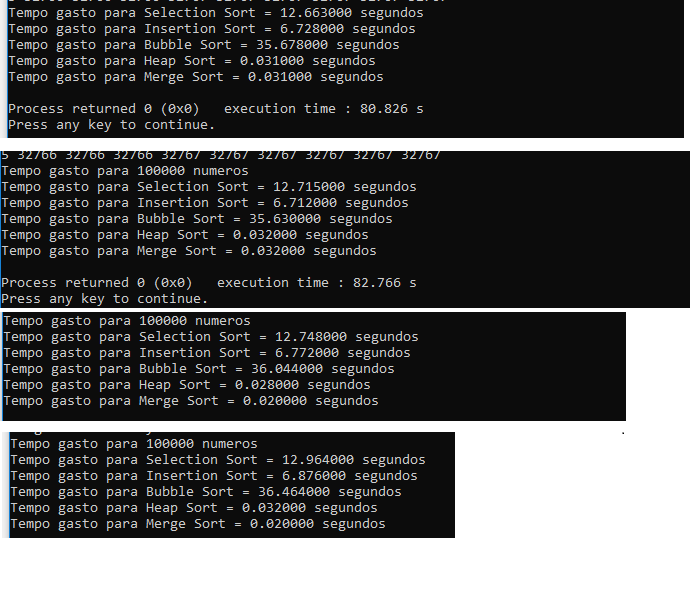 Tempo gasto para Selection Sort = 12.663000 segundos
Tempo gasto para Insertion Sort = 6.728000 segundos
Tempo gasto para Bubble Sort = 35.678000 segundos
Tempo gasto para Heap Sort = 0.031000 segundos
Tempo gasto para Merge Sort = 0.031000 segundos
Process returned 0 (0x0)   execution time : 80.826 s
Press any key to continue.
5 32766 32766 32766 32767 32767 32767 32767 32767 32767
Tempo gasto para 100000 numeros
Tempo gasto para Selection Sort = 12.715000 segundos
Tempo gasto para Insertion Sort = 6.712000 segundos
Tempo gasto para Bubble Sort = 35.630000 segundos
Tempo gasto para Heap Sort = 0.032000 segundos
Tempo gasto para Merge Sort = 0.032000 segundos
Process returned 0 (0x0)   execution time : 82.766 s
Press any key to continue.
Tempo gasto para 100000 numeros
Tempo gasto para Selection Sort = 12.748000 segundos
Tempo gasto para Insertion Sort = 6.772000 segundos
Tempo gasto para Bubble Sort = 36.044000 segundos
Tempo gasto para Heap Sort = 0.028000 segundos
Tempo gasto para Merge Sort = 0.020000 segundos
Tempo gasto para 100000 numeros
Tempo gasto para Selection Sort = 12.964000 segundos
Tempo gasto para Insertion Sort = 6.876000 segundos
Tempo gasto para Bubble Sort = 36.464000 segundos
Tempo gasto para Heap Sort = 0.032000 segundos
Tempo gasto para Merge Sort = 0.020000 segundos